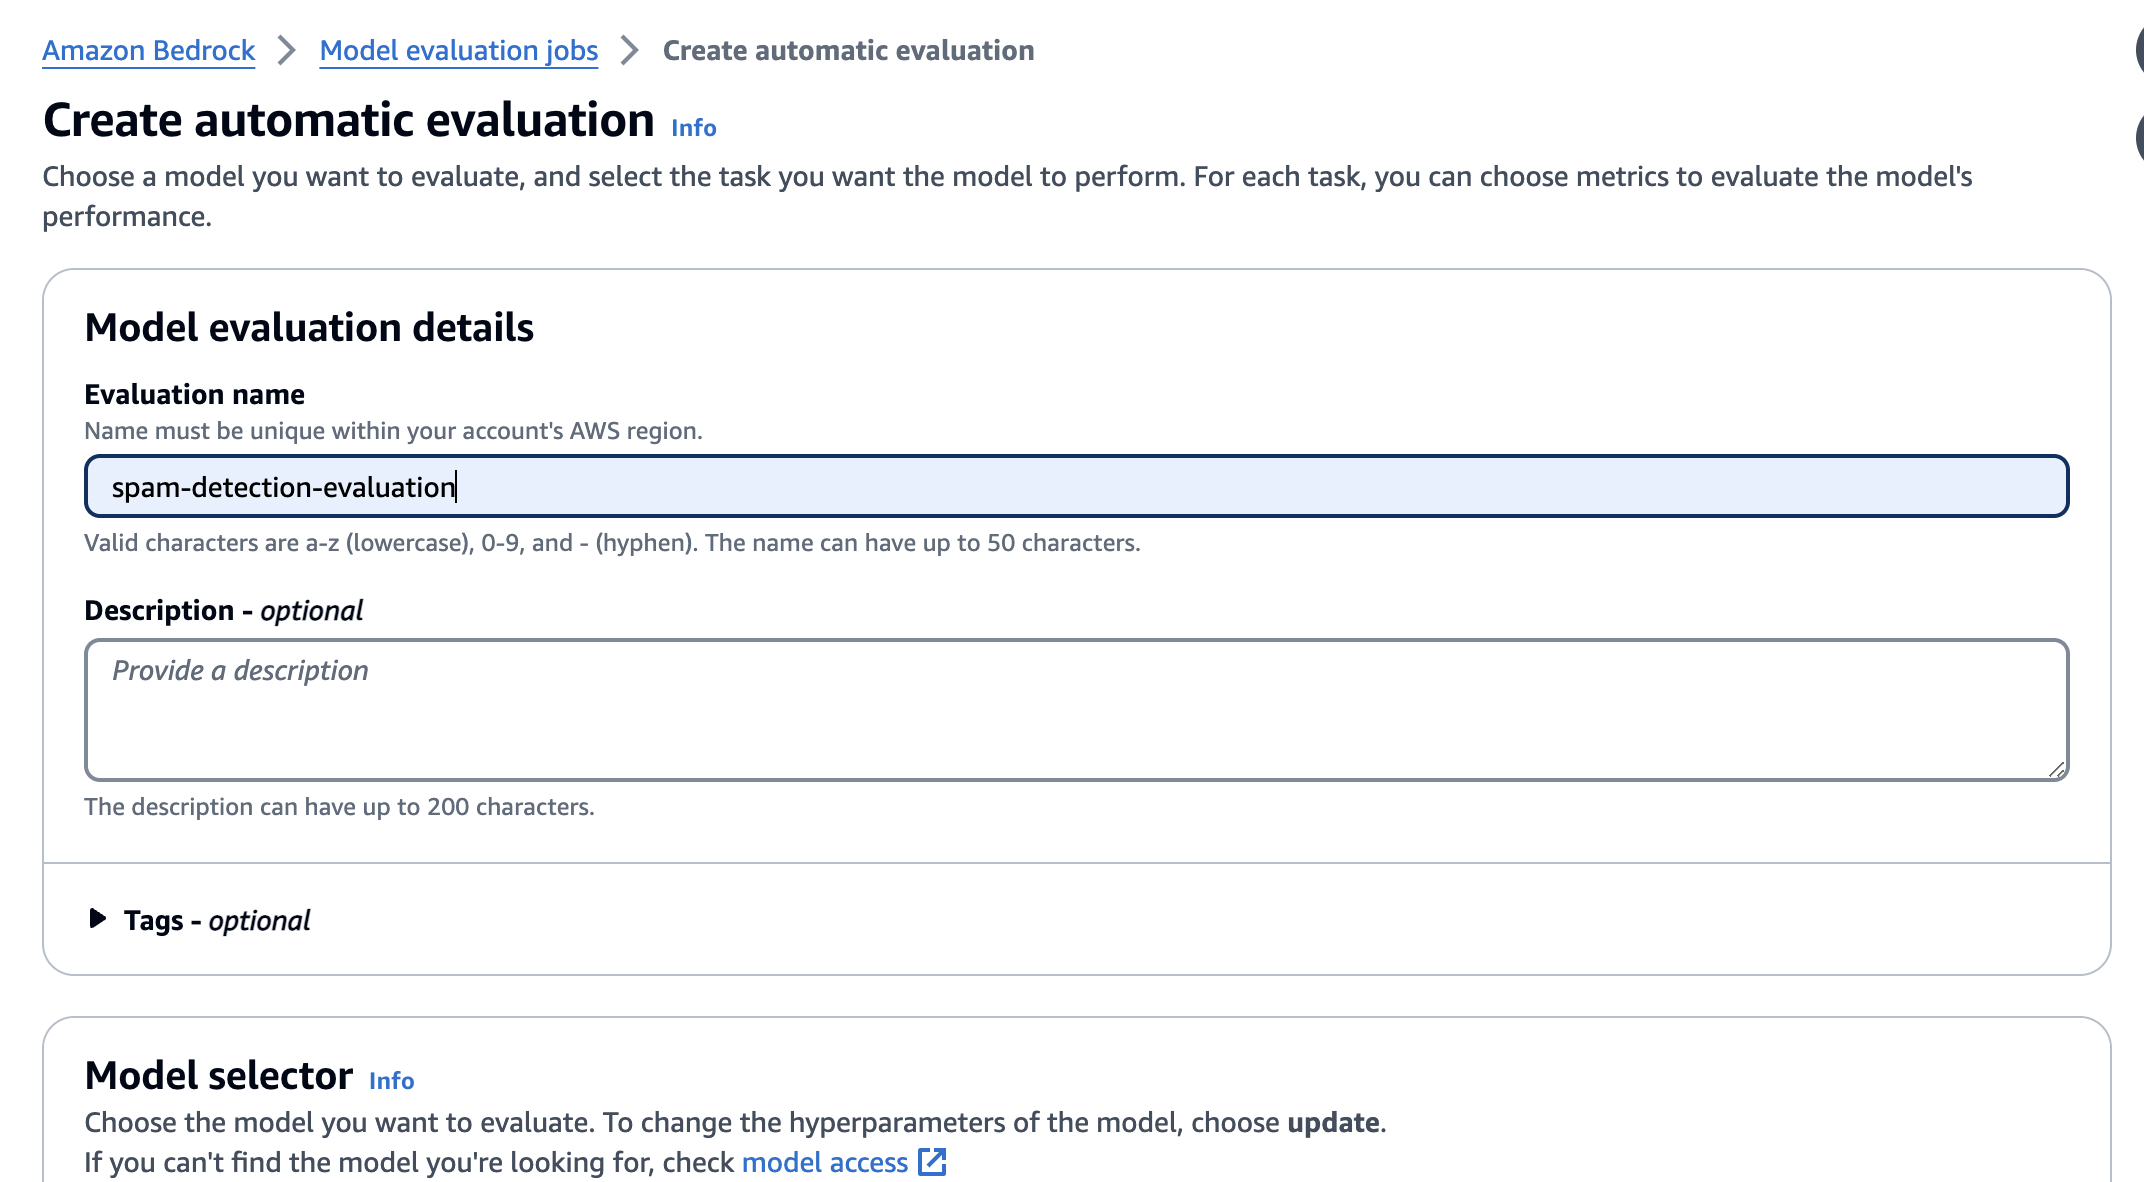 Amazon Bedrock > Model evaluation jobs > Create automatic evaluation
Create automatic evaluation Info
Choose a model you want to evaluate, and select the task you want the model to perform. For each task, you can choose metrics to evaluate the model's
performance.
Model evaluation details
Evaluation name
Name must be unique within your account's AWS region.
spam-detection-evaluation
Valid characters are a-z (lowercase), 0-9, and - (hyphen). The name can have up to 50 characters.
Description - optional
Provide a description
The description can have up to 200 characters.
Tags - optional
Model selector Info
Choose the model you want to evaluate. To change the hyperparameters of the model, choose update.
If you can't find the model you're looking for, check model access